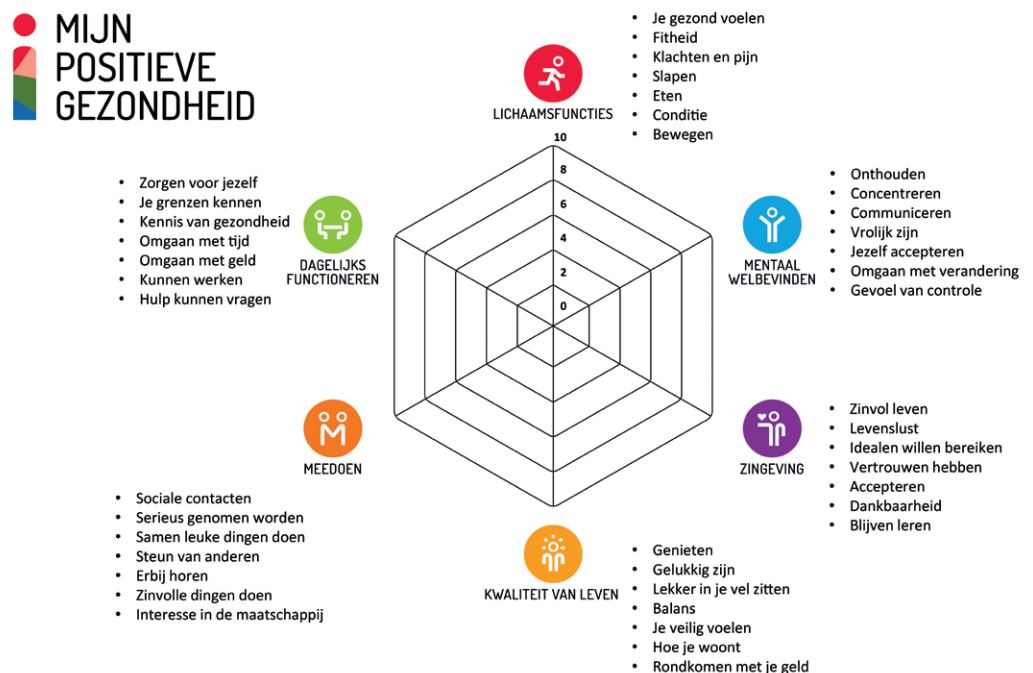 MIJN
POSITIEVE
GEZONDHEID
LICHAAMSFUNCTIES
• Je gezond voelen
• Fitheid
• Klachten en pijn
• Slapen
• Eten
• Conditie
• Bewegen
10
8
6
4
2
0
MENTAAL
WELBEVINDEN
• Onthouden
• Concentreren
• Communiceren
• Vrolijk zijn
• Jezelf accepteren
• Omgaan met verandering
• Gevoel van controle
ZINGEVING
• Zinvol leven
• Levenslust
• Idealen willen bereiken
• Vertrouwen hebben
• Accepteren
• Dankbaarheid
• Blijven leren
KWALITEIT VAN LEVEN
• Genieten
• Gelukkig zijn
• Lekker in je vel zitten
• Balans
• Je veilig voelen
• Hoe je woont
• Rondkomen met je geld
MEEDOEN
• Sociale contacten
• Serieus genomen worden
• Samen leuke dingen doen
• Steun van anderen
• Erbij horen
• Zinvolle dingen doen
• Interesse in de maatschappij
DAGELIJKS
FUNCTIONEREN
• Zorgen voor jezelf
• Je grenzen kennen
• Kennis van gezondheid
• Omgaan met tijd
• Omgaan met geld
• Kunnen werken
• Hulp kunnen vragen